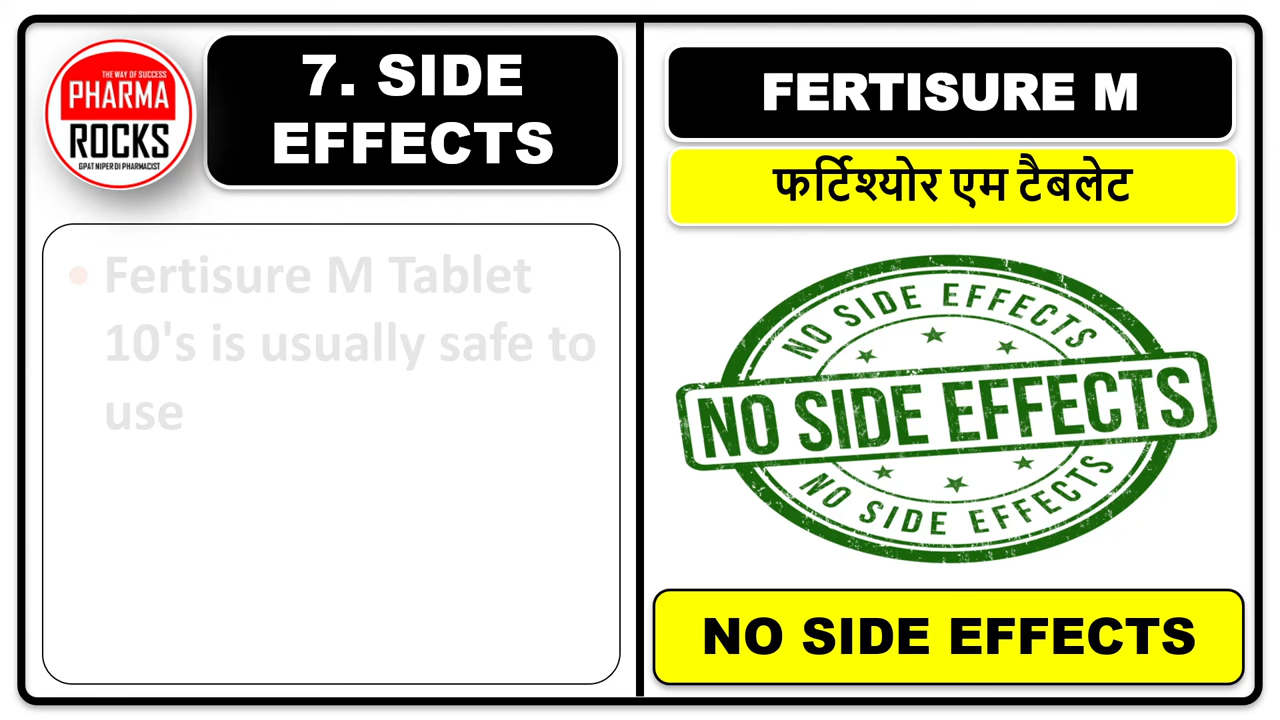 THE WAY OF SUCCESS
PHARMA
ROCKS
GPAT NIPER DI PHARMACIST
7. SIDE
EFFECTS
• Fertisure M Tablet
10's is usually safe to
use
FERTISURE M
फर्टिश्योर एम टैबलेट
NO SIDE EFFECTS
NO SIDE EFFECTS
NO SIDE EFFECTS
NO SIDE EFFECTS